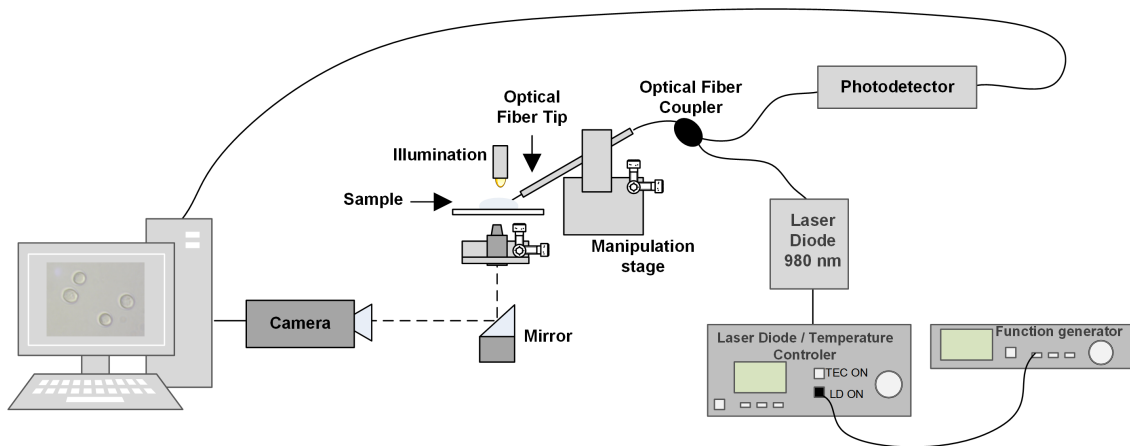 Optical Fiber
Coupler
Photodetector
Optical
Fiber Tip
Illumination
Sample
Manipulation
stage
Laser
Diode
980 nm
Camera
Mirror
Laser Diode / Temperature
Controler
TEC ON
LD ON
Function generator